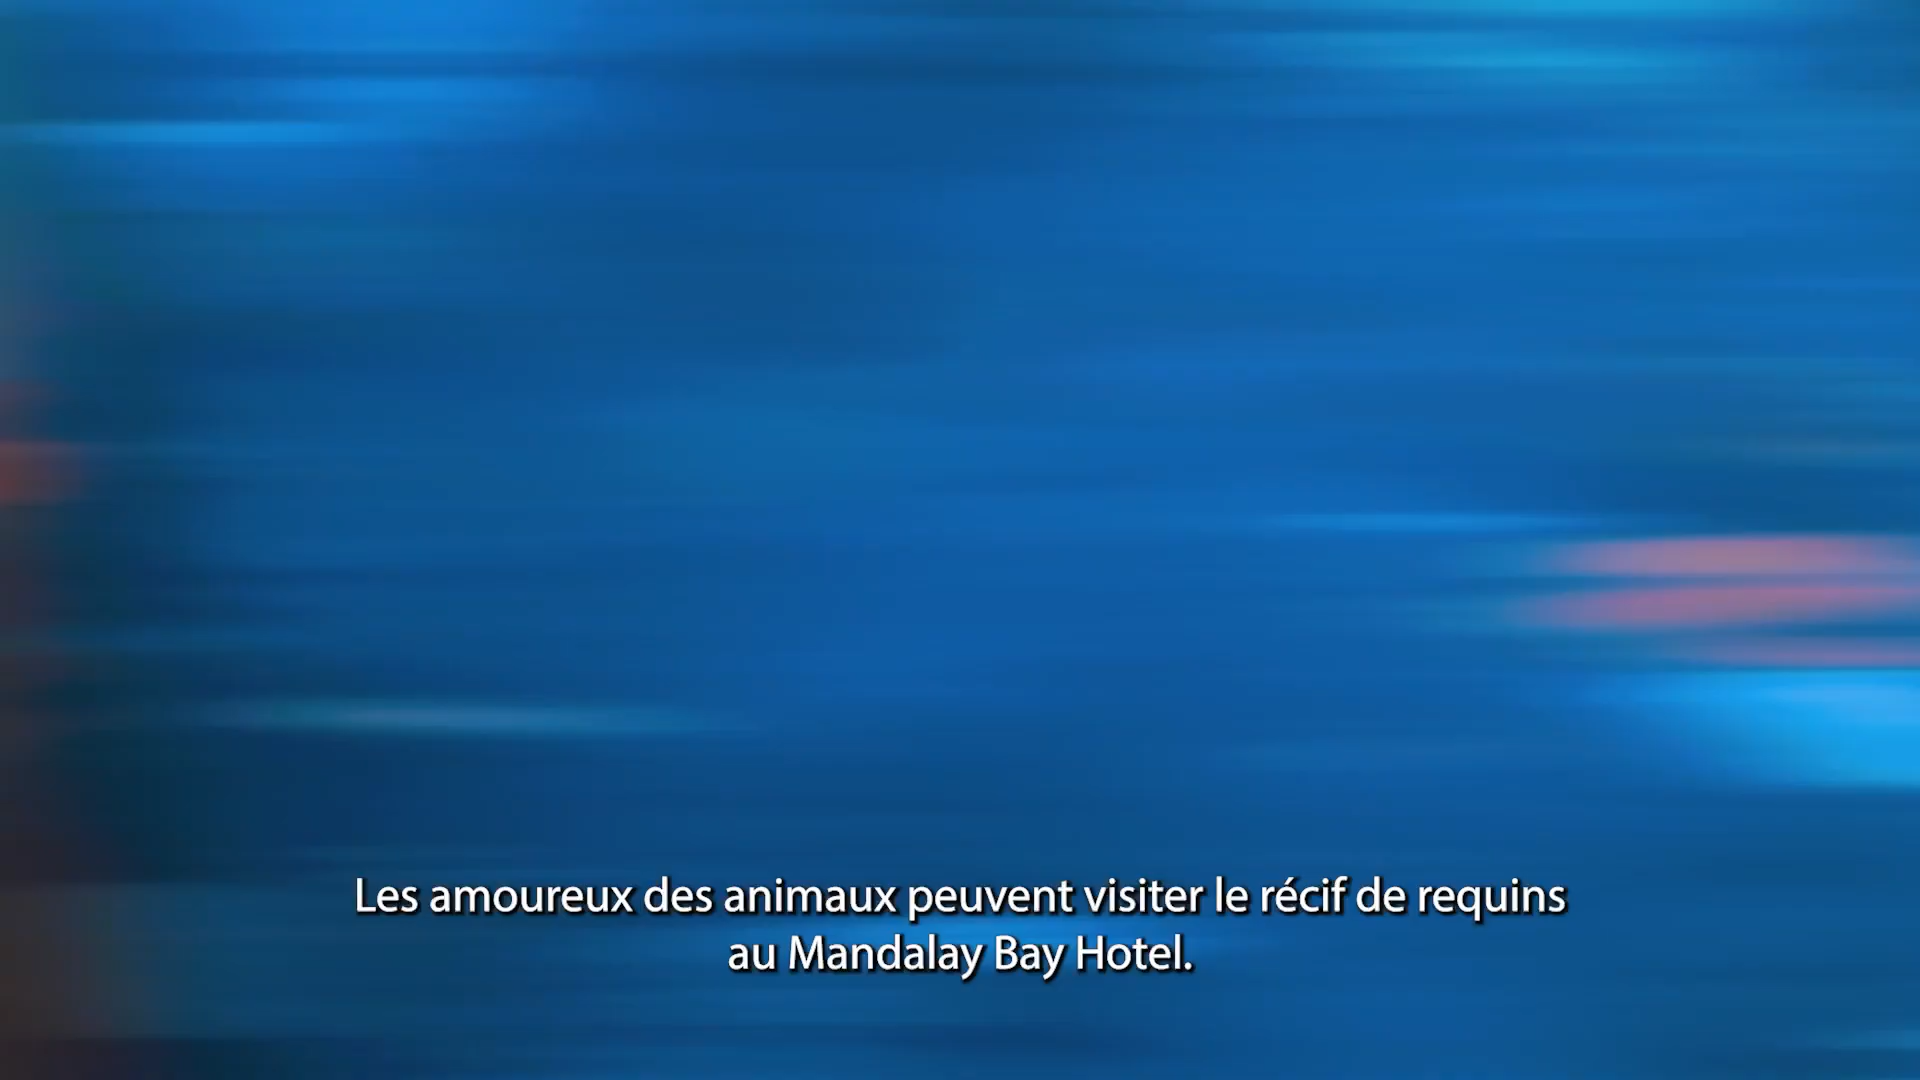 Les amoureux des animaux peuvent visiter le récif de requins
au Mandalay Bay Hotel.